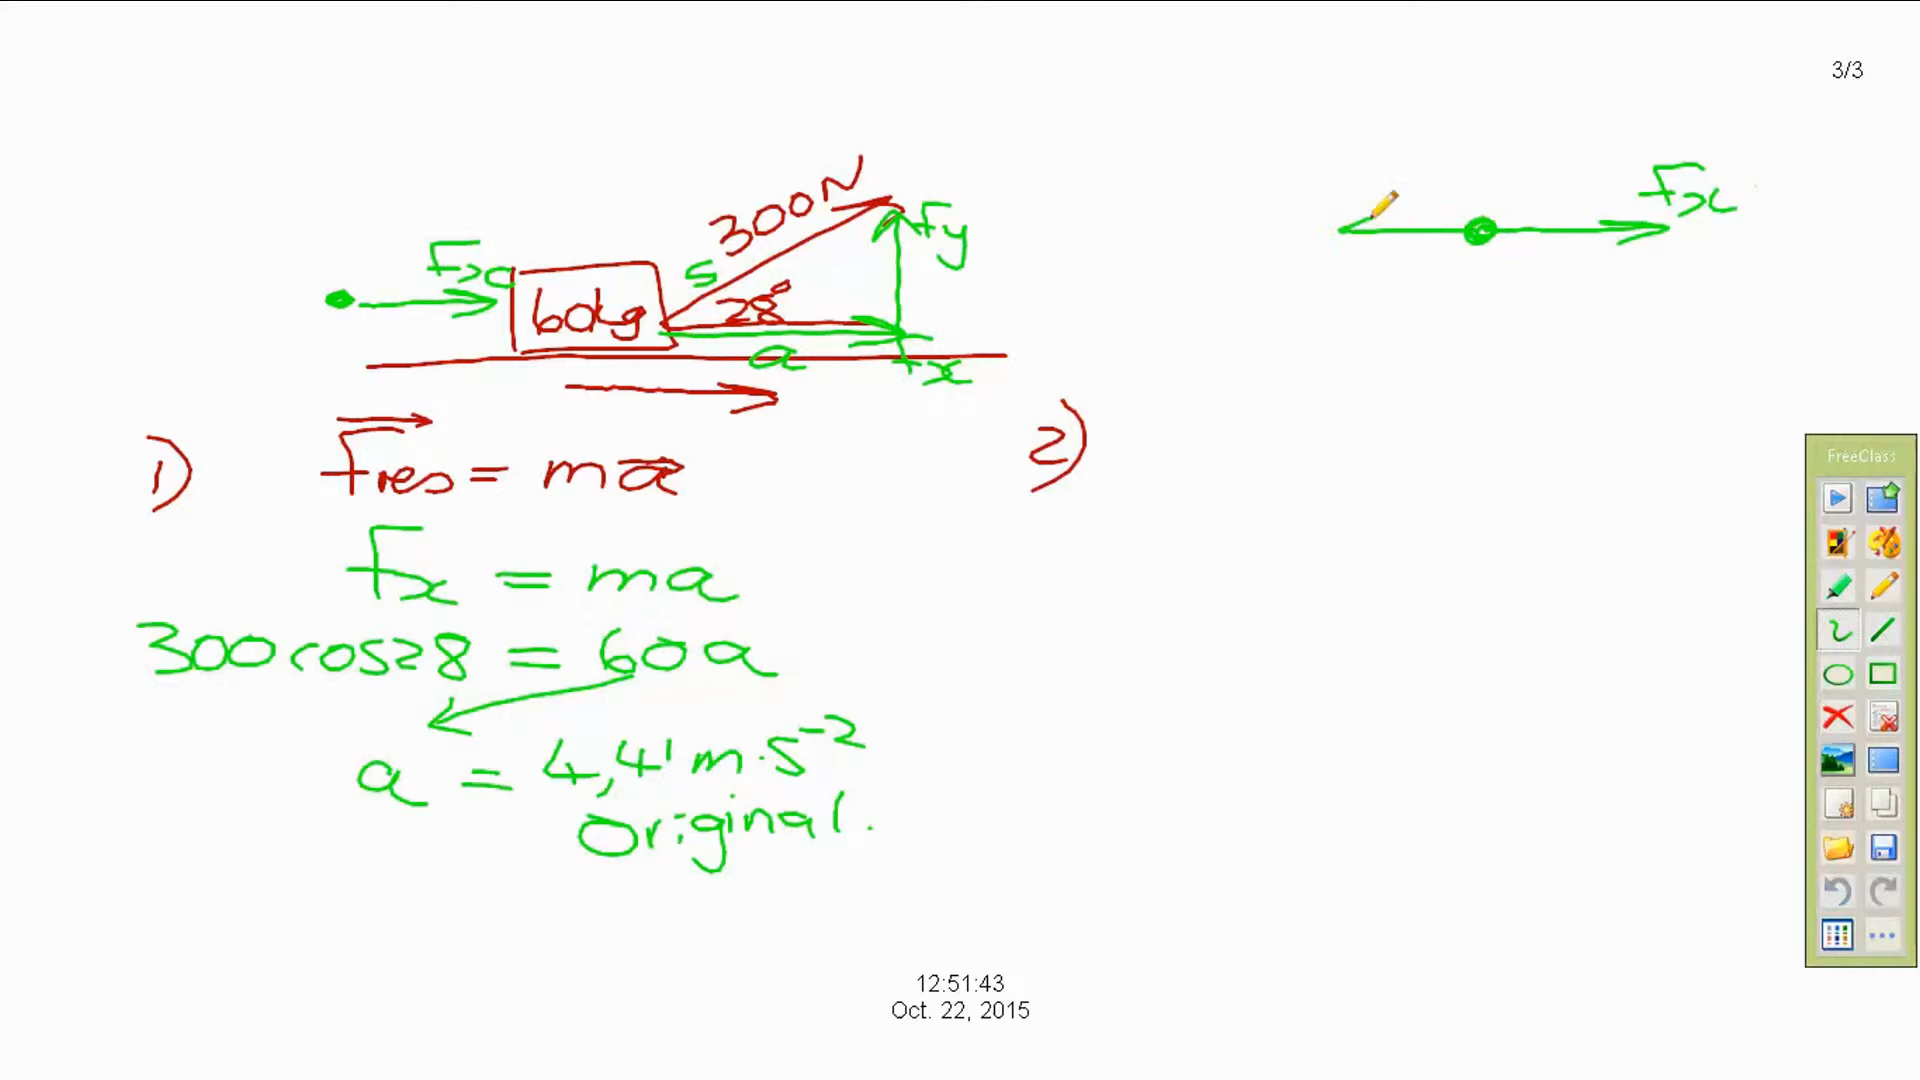 3/3
300N
Fy
Fx
S
60kg
28°
a
Fx
Fx
1)
Fres = ma
2)
Fx = ma
300cos28 = 60a
a = 4,41 m.s-2
Original.
FreeClass
12:51:43
Oct. 22, 2015